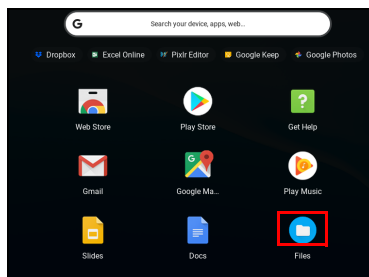 Search your device, apps, web...
Dropbox Excel Online Pixlr Editor Google Keep Google Photos
Web Store Play Store Get Help
Gmail Google Ma... Play Music
Slides Docs Files